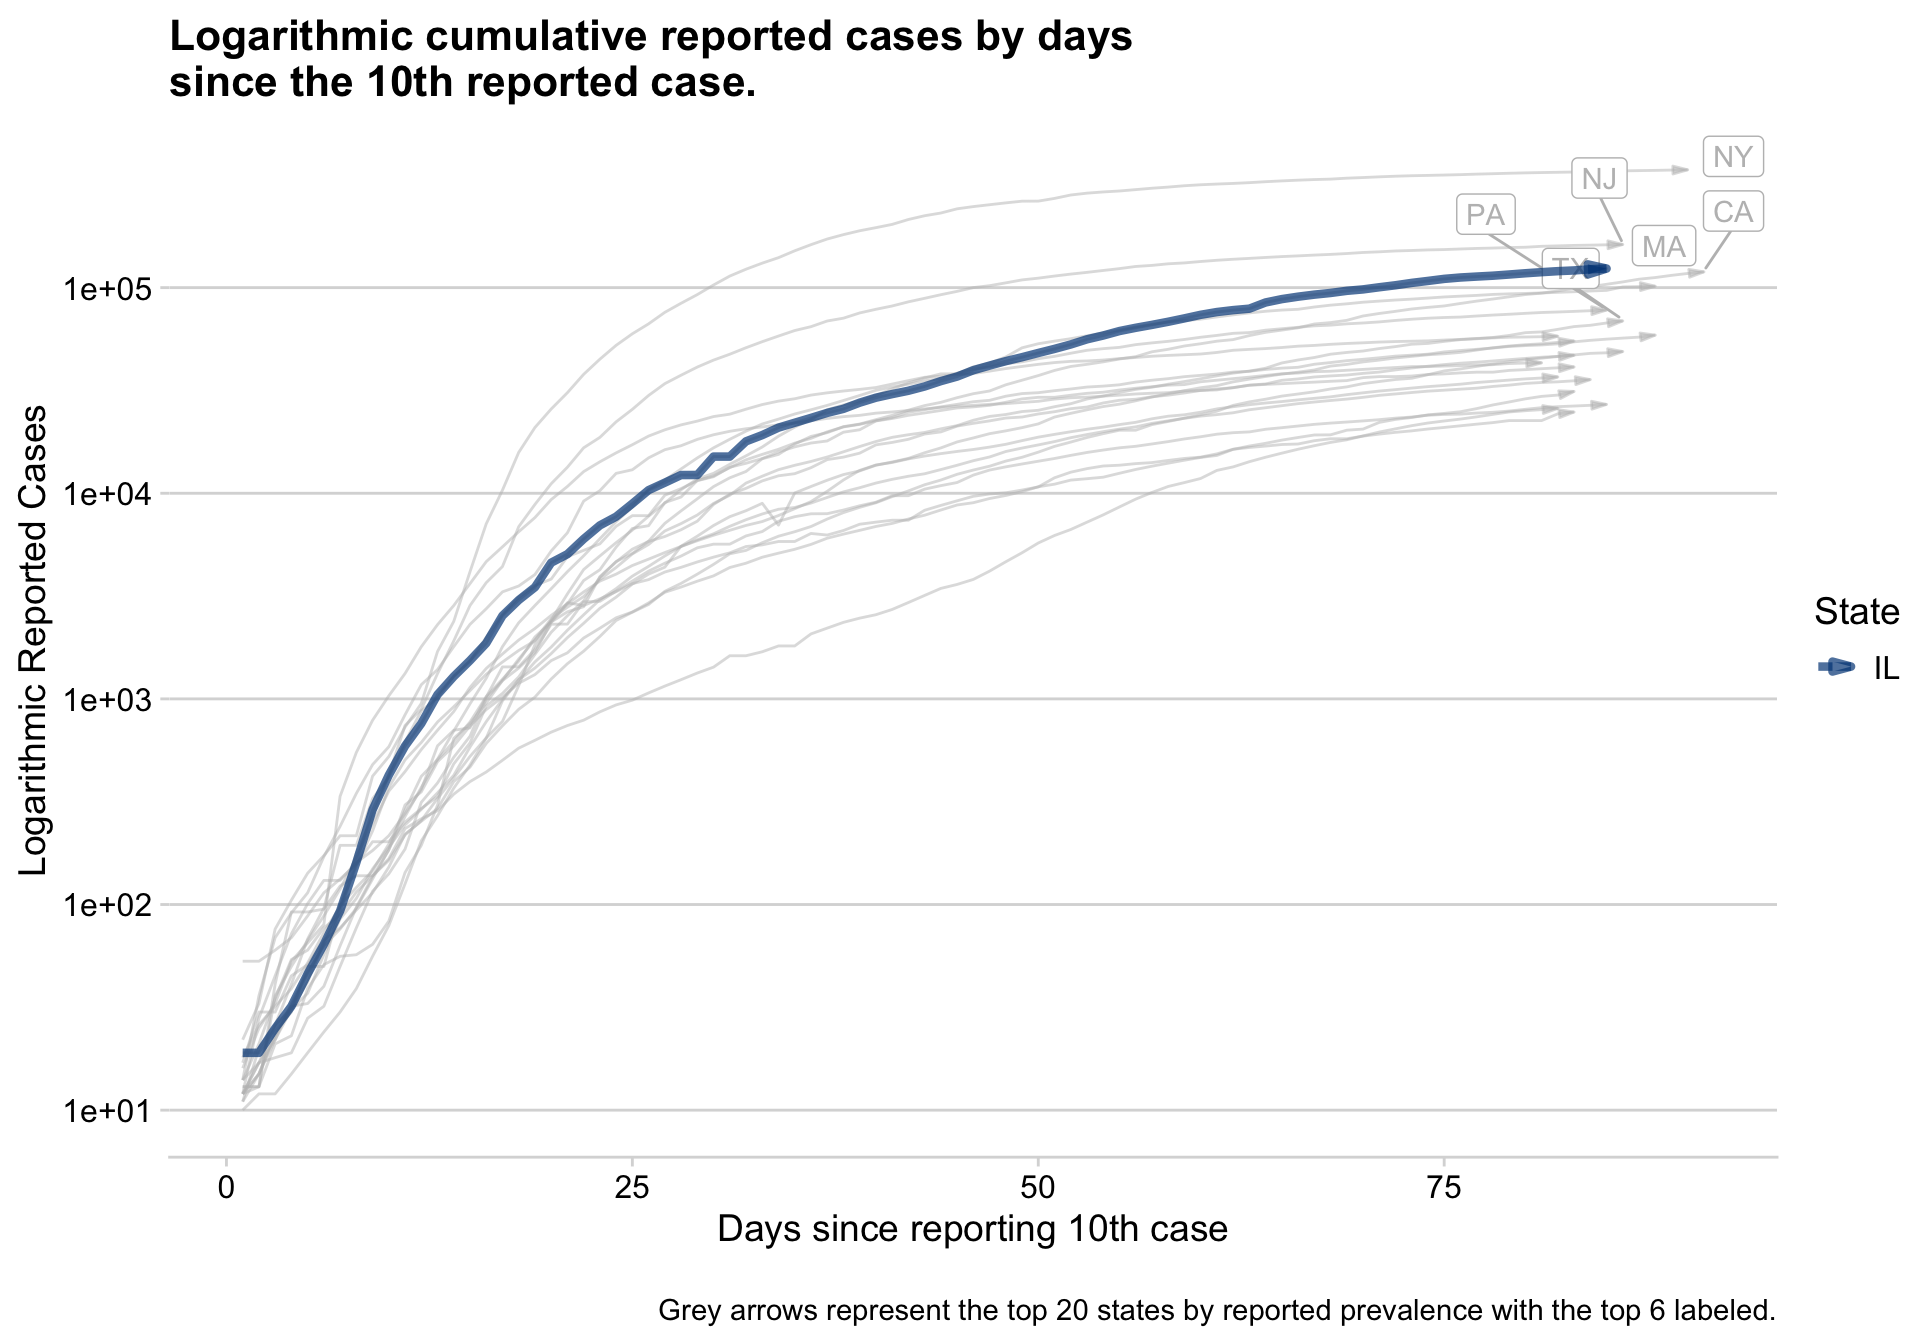 Logarithmic cumulative reported cases by days
since the 10th reported case.
NY
NJ
CA
PA
MA
TX
1e+05
1e+04
1e+03
1e+02
1e+01
Logarithmic Reported Cases
State
IL
0 25 50 75
Days since reporting 10th case
Grey arrows represent the top 20 states by reported prevalence with the top 6 labeled.